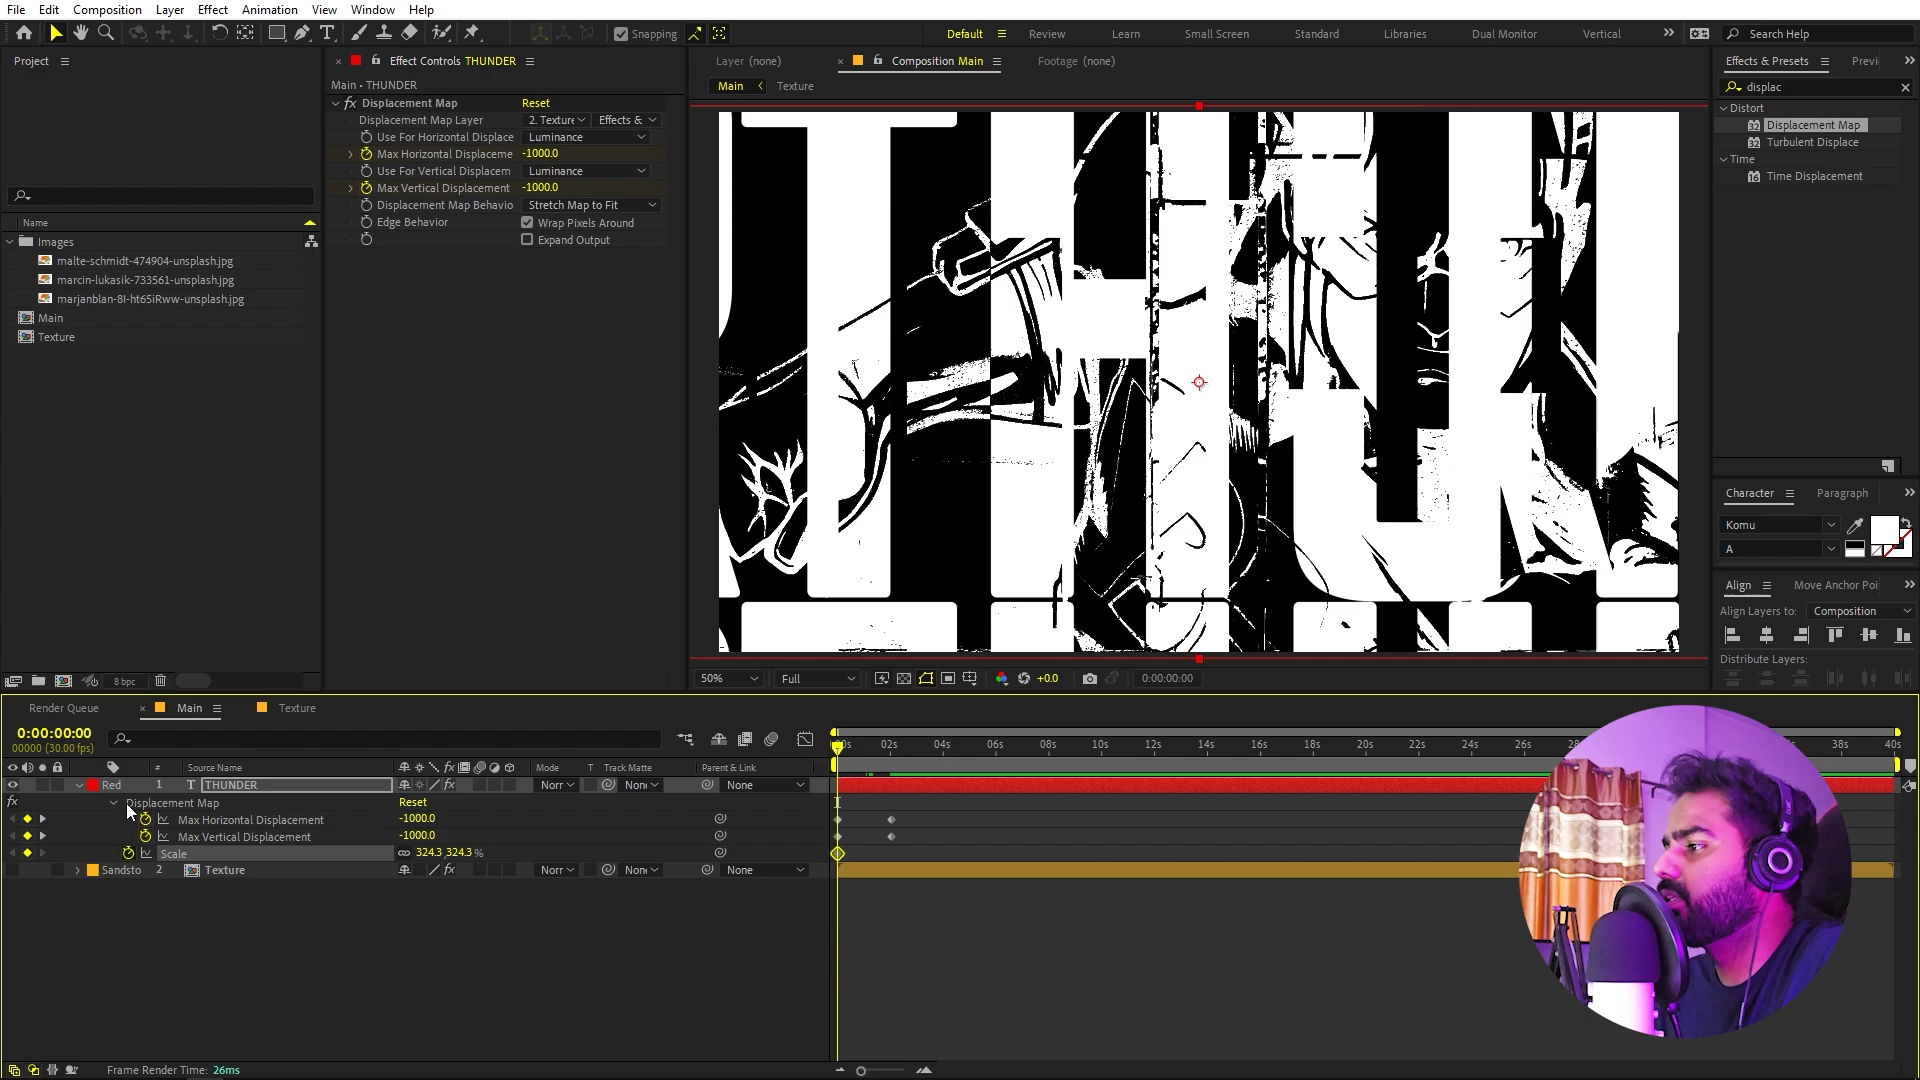 File Edit Composition Layer Effect Animation View Window Help
Snapping
Default Review Learn Small Screen Standard Libraries Dual Monitor Vertical
Search Help
Project
Effect Controls THUNDER
Layer (none)
Composition Main
Footage (none)
Effects & Presets
Main • THUNDER
Main
Texture
displac
Displacement Map Reset
Displacement Map Layer 2. Texture Effects &
Use For Horizontal Displace Luminance
Max Horizontal Displaceme -1000.0
Use For Vertical Displacem Luminance
Max Vertical Displacement -1000.0
Displacement Map Behavio Stretch Map to Fit
Edge Behavior Wrap Pixels Around
Expand Output
Distort
Displacement Map
Turbulent Displace
Time
Time Displacement
Name
Images
malte-schmidt-474904-unsplash.jpg
marcin-lukasik-733561-unsplash.jpg
marjanblan-8I-ht65iRww-unsplash.jpg
Main
Texture
8 bpc
Character Paragraph
Komu
A
Align Move Anchor Poi
Align Layers to: Composition
Distribute Layers:
50% Full +0.0 0:00:00:00
Render Queue Main Texture
0:00:00:00
00000 (30.00 fps)
02s 04s 06s 08s 10s 12s 14s 16s 18s 20s 22s 24s 26s 38s 40s
# Source Name Mode T Track Matte Parent & Link
Red 1 T THUNDER None
Displacement Map Reset
Max Horizontal Displacement -1000.0
Max Vertical Displacement -1000.0
Scale 324.3,324.3 %
Sandsto 2 Texture None
Frame Render Time: 26ms